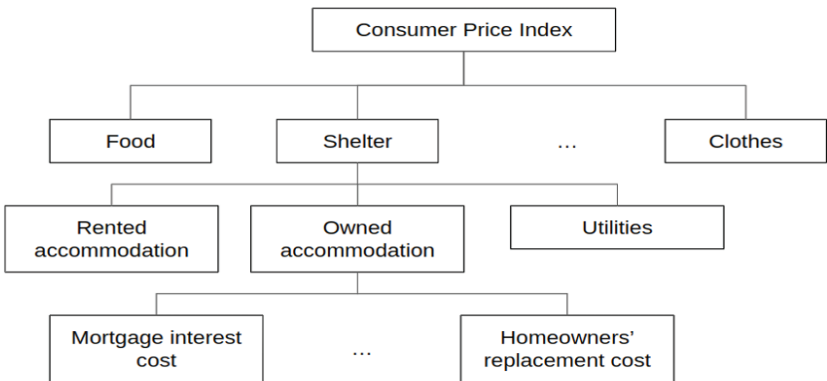 Consumer Price Index
Food
Shelter
...
Clothes
Rented
accommodation
Owned
accommodation
Utilities
Mortgage interest
cost
...
Homeowners’
replacement cost